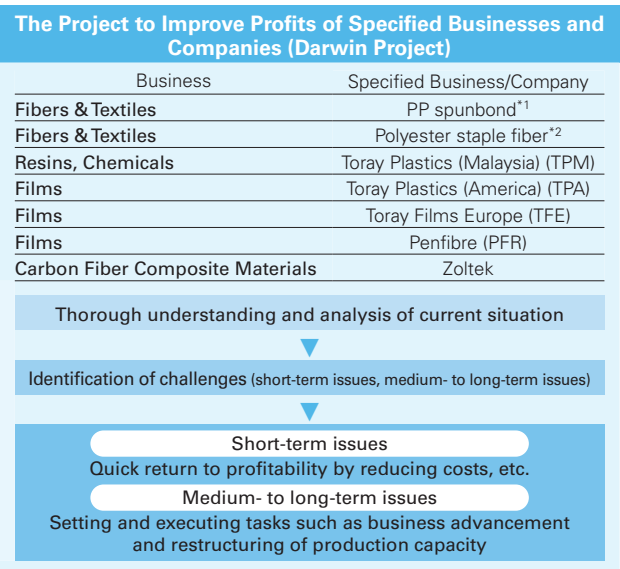 The Project to Improve Profits of Specified Businesses and
Companies (Darwin Project)
Business Specified Business/Company
Fibers & Textiles PP spunbond*1
Fibers & Textiles Polyester staple fiber*2
Resins, Chemicals Toray Plastics (Malaysia) (TPM)
Films Toray Plastics (America) (TPA)
Films Toray Films Europe (TFE)
Films Penfibre (PFR)
Carbon Fiber Composite Materials Zoltek
Thorough understanding and analysis of current situation
Identification of challenges (short-term issues, medium- to long-term issues)
Short-term issues
Quick return to profitability by reducing costs, etc.
Medium- to long-term issues
Setting and executing tasks such as business advancement
and restructuring of production capacity